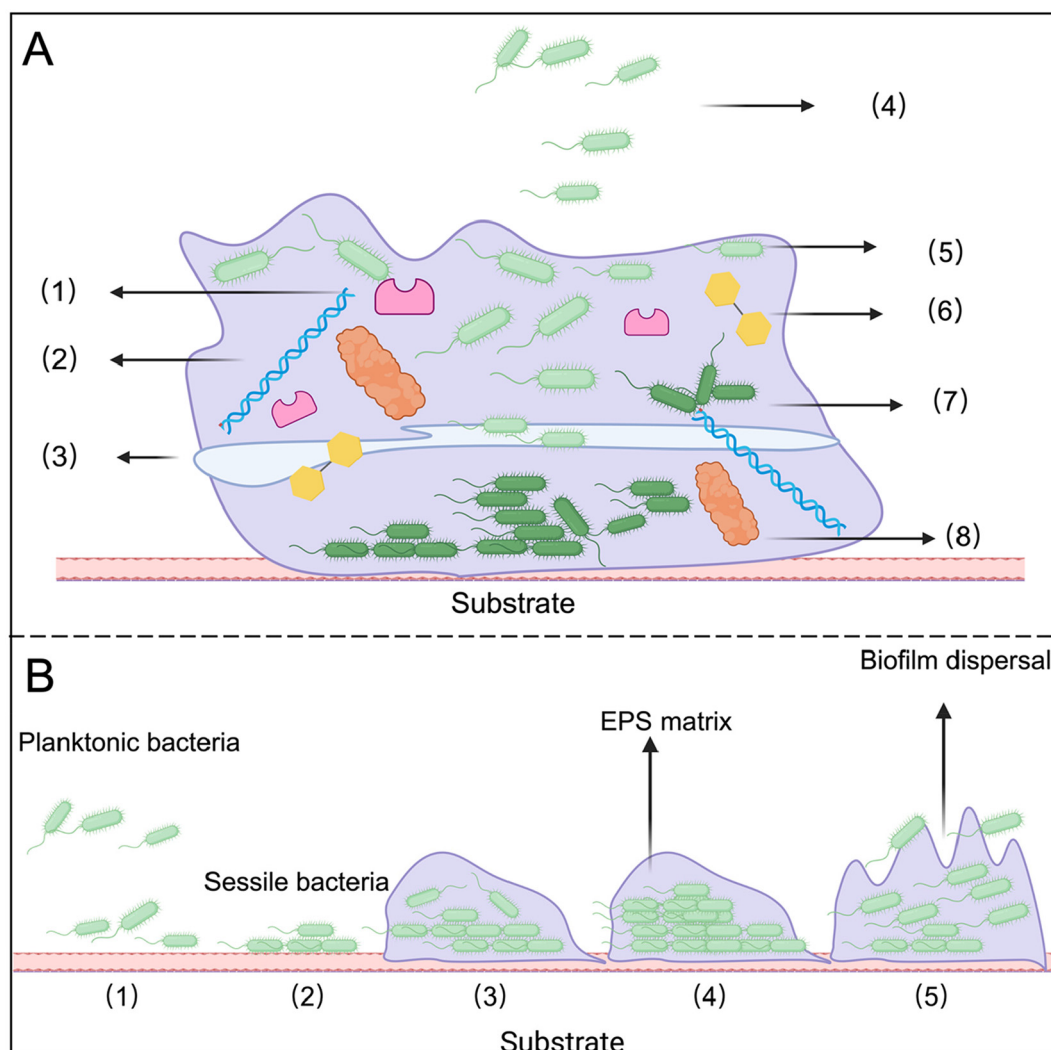 A
(4)
(5)
(1)
(6)
(2)
(7)
(3)
(8)
Substrate
B
Biofilm dispersal
EPS matrix
Planktonic bacteria
Sessile bacteria
(1)
(2)
(3)
(4)
(5)
Substrate